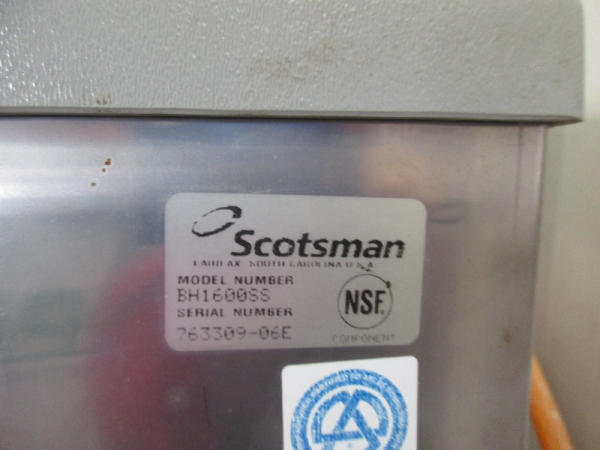 Scotsman
FAIRFAX, SOUTH CAROLINA U.S.A.
MODEL NUMBER
BH1600SS
SERIAL NUMBER
763309-06E
NSF.
COMPONENT